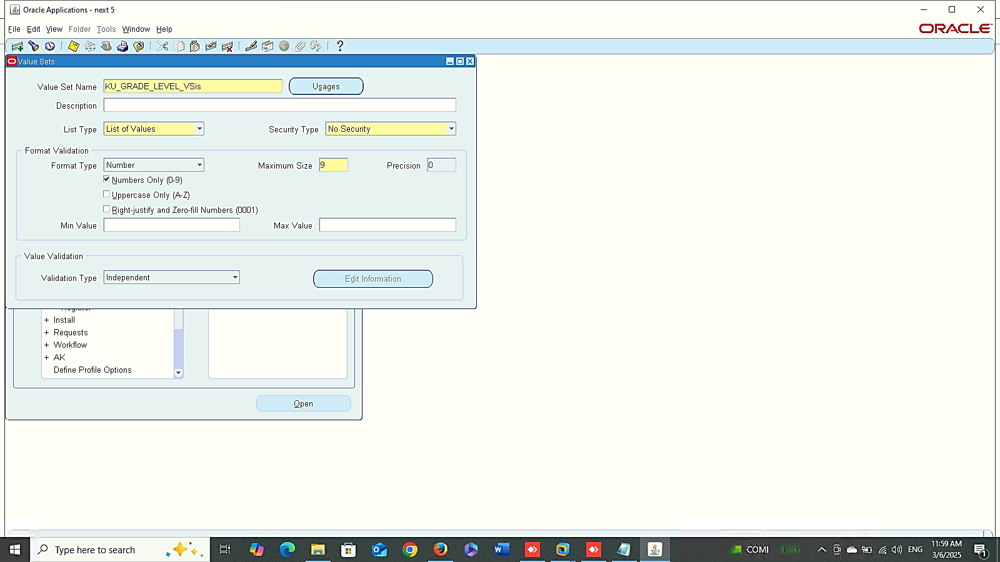 Oracle Applications - next 5
File Edit View Folder Tools Window Help
ORACLE
Value Sets
Value Set Name KU_GRADE_LEVEL_VSis Usages
Description
List Type List of Values Security Type No Security
Format Validation
Format Type Number Maximum Size 9 Precision 0
Numbers Only (0-9)
Uppercase Only (A-Z)
Right-justify and Zero-fill Numbers (0001)
Min Value Max Value
Value Validation
Validation Type Independent Edit Information
+ Install
+ Requests
+ Workflow
+ AK
Define Profile Options
Open
Type here to search
COMI
ENG
11:59 AM
3/6/2025
1